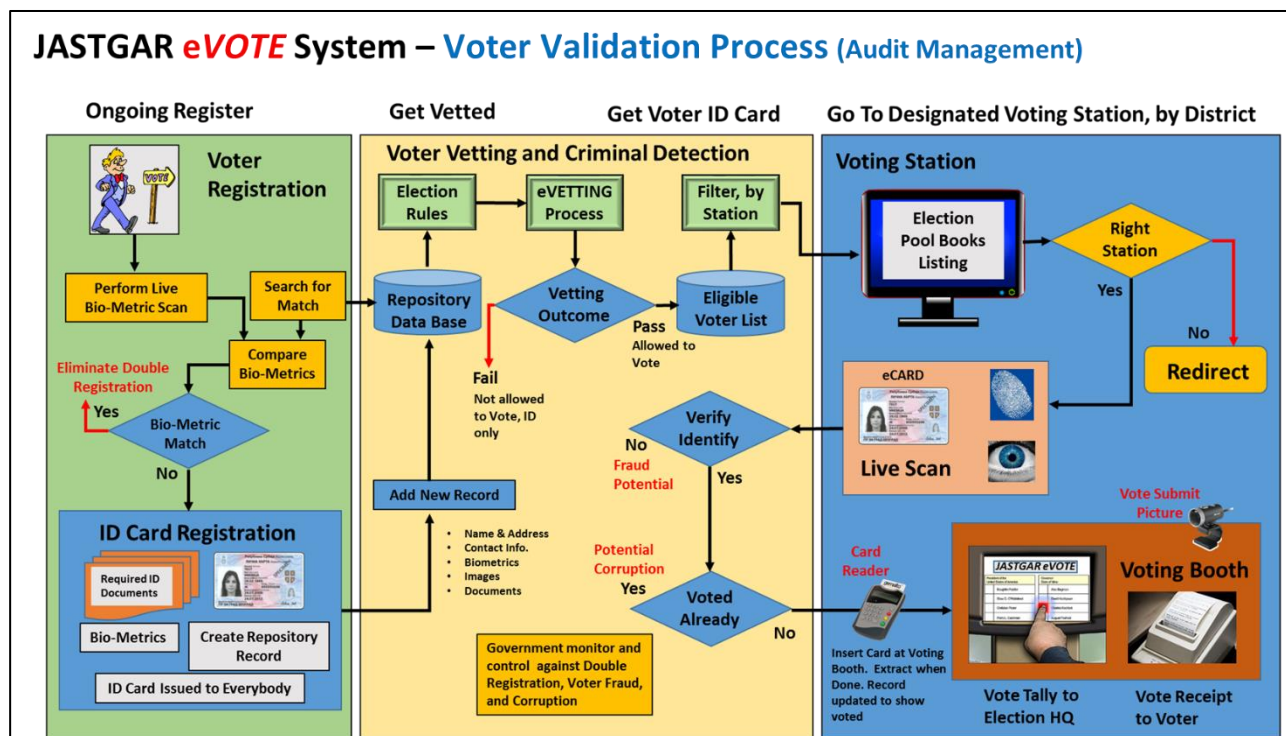 JASTGAR eVOTE System – Voter Validation Process (Audit Management)
Ongoing Register
Get Vetted
Get Voter ID Card
Go To Designated Voting Station, by District
VOTE
Voter
Registration
Perform Live
Bio-Metric Scan
Search for
Match
Compare
Bio-Metrics
Eliminate Double
Registration
Yes
Bio-Metric
Match
No
ID Card Registration
Required ID
Documents
Bio-Metrics
Create Repository
Record
ID Card Issued to Everybody
Voter Vetting and Criminal Detection
Election
Rules
eVETTING
Process
Filter, by
Station
Repository
Data Base
Vetting
Outcome
Eligible
Voter List
Pass
Allowed to
Vote
Fail
Not allowed
to Vote, ID
only
Add New Record
• Name & Address
• Contact Info.
• Biometrics
• Images
• Documents
Verify
Identify
No
Fraud
Potential
Yes
Potential
Corruption
Yes
Voted
Already
No
Government monitor and
control against Double
Registration, Voter Fraud,
and Corruption
Voting Station
Election
Pool Books
Listing
Right
Station
Yes
No
Redirect
eCARD
Live Scan
Vote Submit
Picture
Card
Reader
Insert Card at Voting
Booth. Extract when
Done. Record
updated to show
voted
JASTGAR eVOTE
Voting Booth
Vote Tally to
Election HQ
Vote Receipt
to Voter